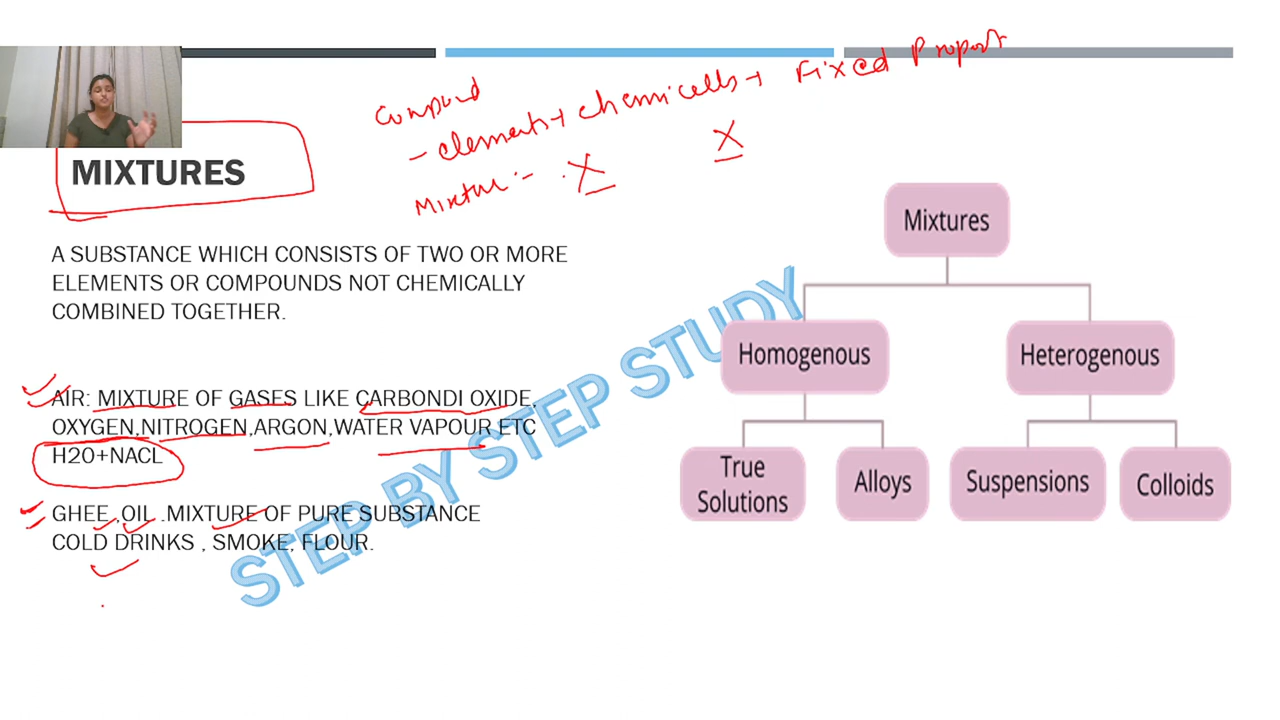 Compound
- elements + chemically + Fixed Proport
Mixture :- X X
MIXTURES
A SUBSTANCE WHICH CONSISTS OF TWO OR MORE
ELEMENTS OR COMPOUNDS NOT CHEMICALLY
COMBINED TOGETHER.
AIR: MIXTURE OF GASES LIKE CARBONDI OXIDE,
OXYGEN,NITROGEN,ARGON,WATER VAPOUR ETC
H2O+NACL
GHEE ,OIL .MIXTURE OF PURE SUBSTANCE
COLD DRINKS , SMOKE, FLOUR.
Mixtures
Homogenous
Heterogenous
True
Solutions
Alloys
Suspensions
Colloids
STEP BY STEP STUDY